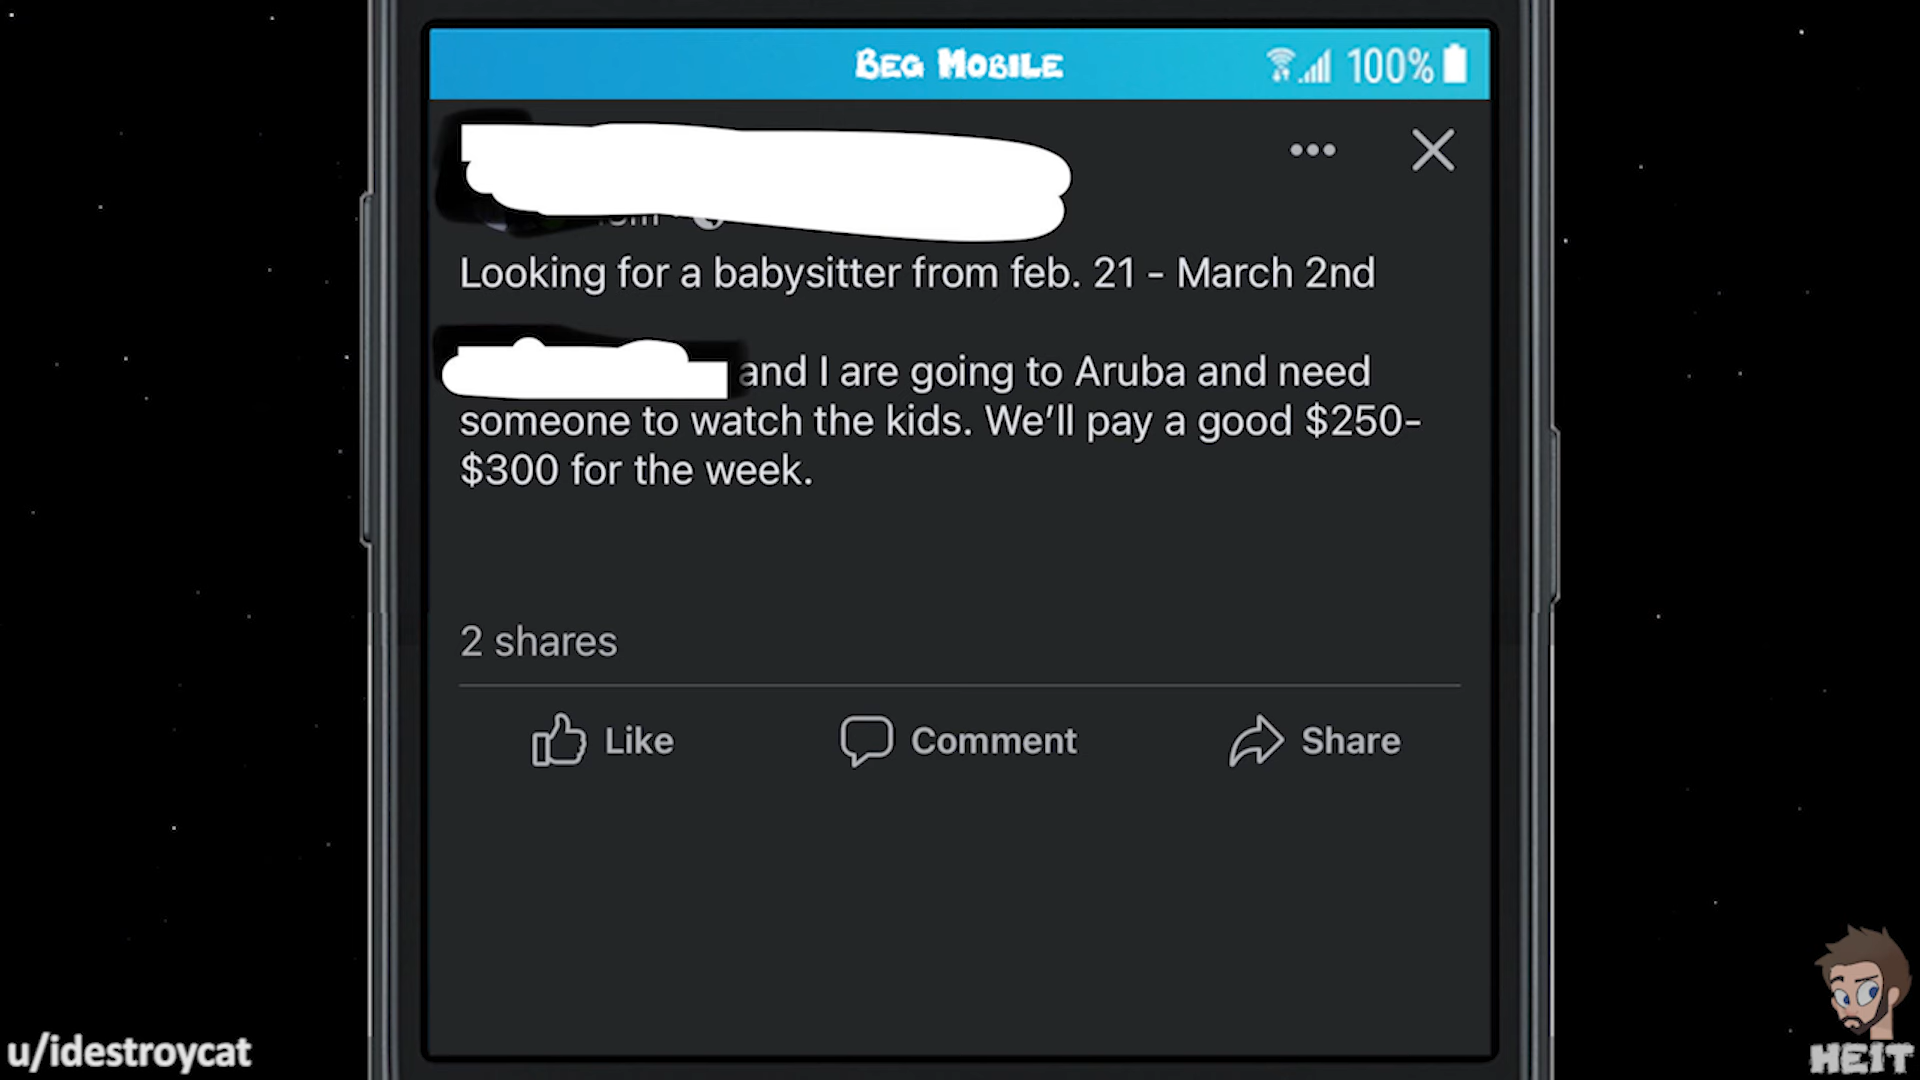 BEG MOBILE
100%
Looking for a babysitter from feb. 21 - March 2nd
and I are going to Aruba and need
someone to watch the kids. We'll pay a good $250-
$300 for the week.
2 shares
Like
Comment
Share
u/idestroycat
HEIT